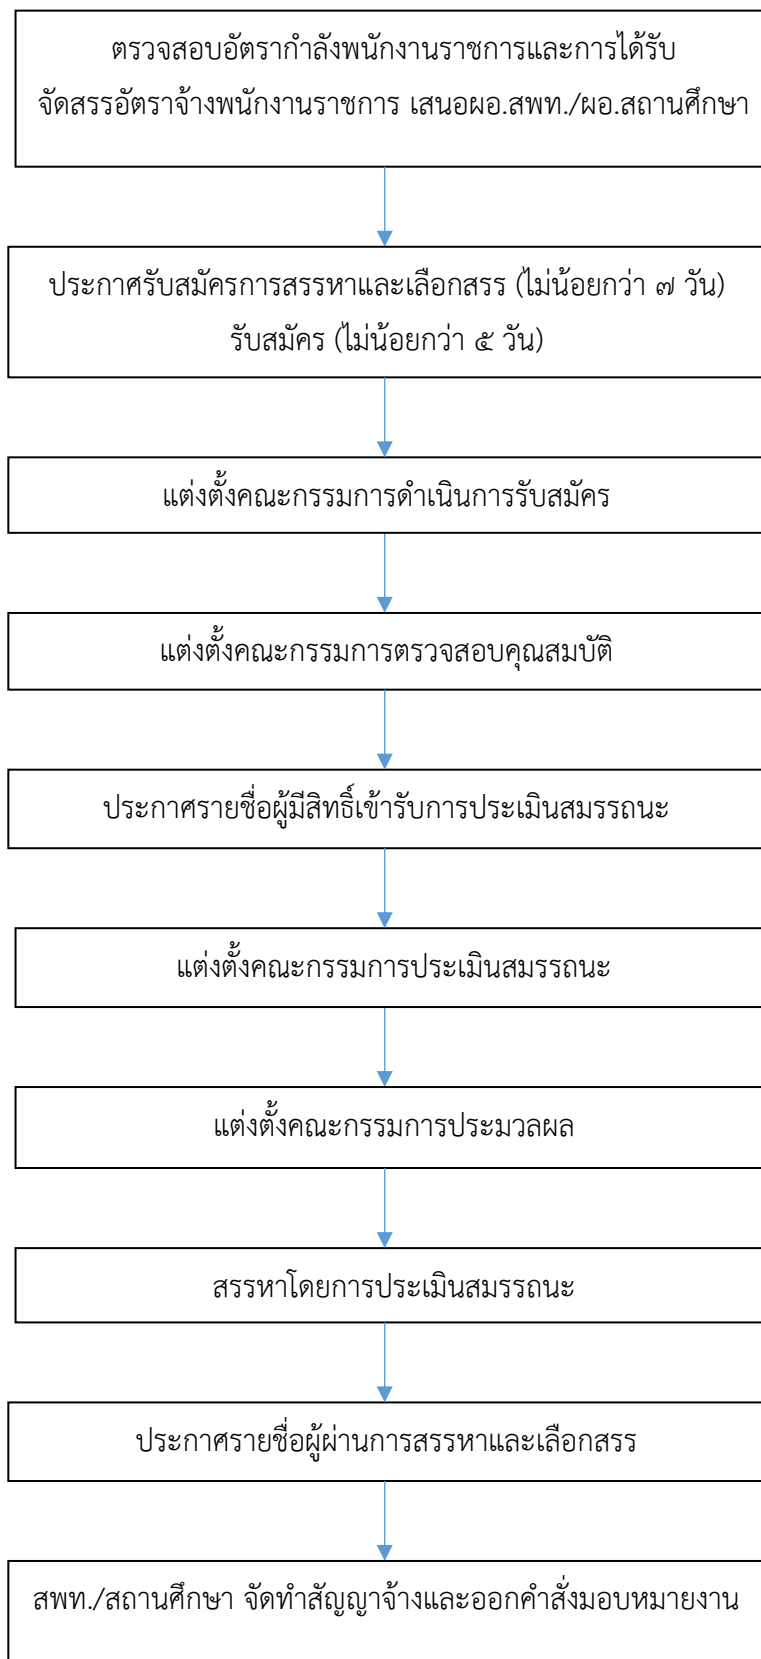 ตรวจสอบอัตรากำลังพนักงานราชการและการได้รับ
จัดสรรอัตราจ้างพนักงานราชการ เสนอผอ.สพท./ผอ.สถานศึกษา
ประกาศรับสมัครการสรรหาและเลือกสรร (ไม่น้อยกว่า ๗ วัน)
รับสมัคร (ไม่น้อยกว่า ๕ วัน)
แต่งตั้งคณะกรรมการดำเนินการรับสมัคร
แต่งตั้งคณะกรรมการตรวจสอบคุณสมบัติ
ประกาศรายชื่อผู้มีสิทธิ์เข้ารับการประเมินสมรรถนะ
แต่งตั้งคณะกรรมการประเมินสมรรถนะ
แต่งตั้งคณะกรรมการประมวลผล
สรรหาโดยการประเมินสมรรถนะ
ประกาศรายชื่อผู้ผ่านการสรรหาและเลือกสรร
สพท./สถานศึกษา จัดทำสัญญาจ้างและออกคำสั่งมอบหมายงาน